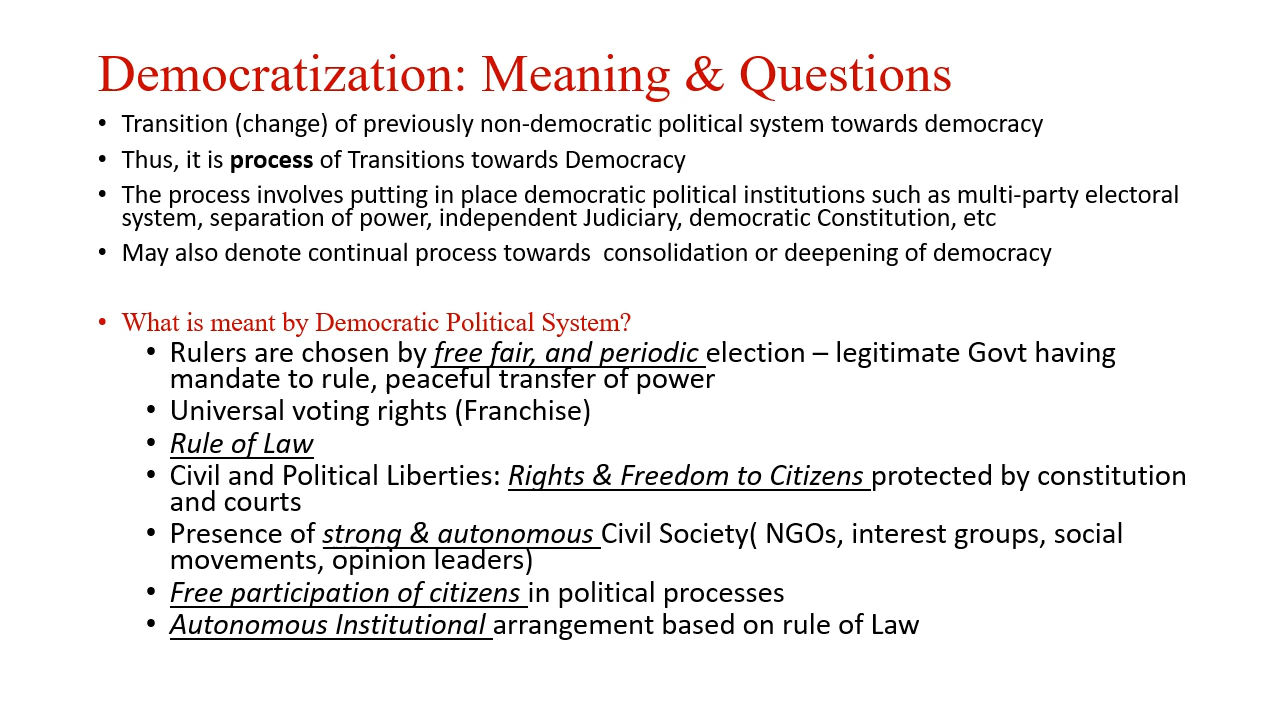 Democratization: Meaning & Questions
• Transition (change) of previously non-democratic political system towards democracy
• Thus, it is process of Transitions towards Democracy
• The process involves putting in place democratic political institutions such as multi-party electoral
system, separation of power, independent Judiciary, democratic Constitution, etc
• May also denote continual process towards  consolidation or deepening of democracy
• What is meant by Democratic Political System?
• Rulers are chosen by free fair, and periodic election – legitimate Govt having
mandate to rule, peaceful transfer of power
• Universal voting rights (Franchise)
• Rule of Law
• Civil and Political Liberties: Rights & Freedom to Citizens protected by constitution
and courts
• Presence of strong & autonomous Civil Society( NGOs, interest groups, social
movements, opinion leaders)
• Free participation of citizens in political processes
• Autonomous Institutional arrangement based on rule of Law